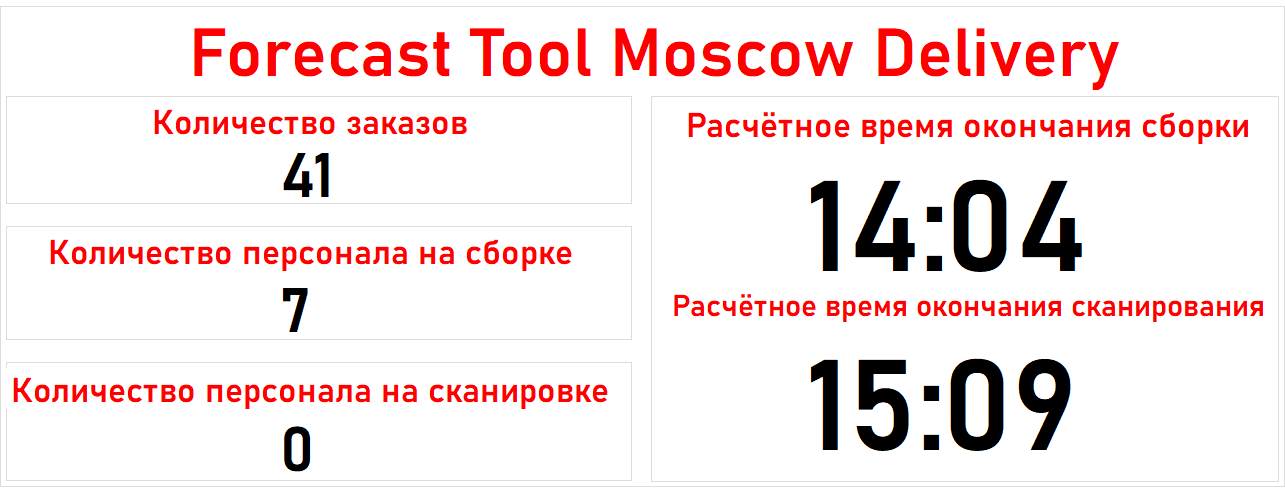 Forecast Tool Moscow Delivery
Количество заказов
41
Количество персонала на сборке
7
Количество персонала на сканировке
0
Расчётное время окончания сборки
14:04
Расчётное время окончания сканирования
15:09